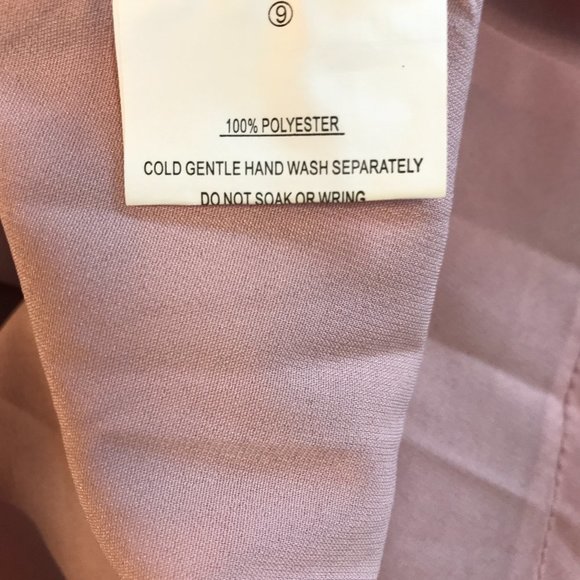 ⑨
100% POLYESTER
COLD GENTLE HAND WASH SEPARATELY
DO NOT SOAK OR WRING